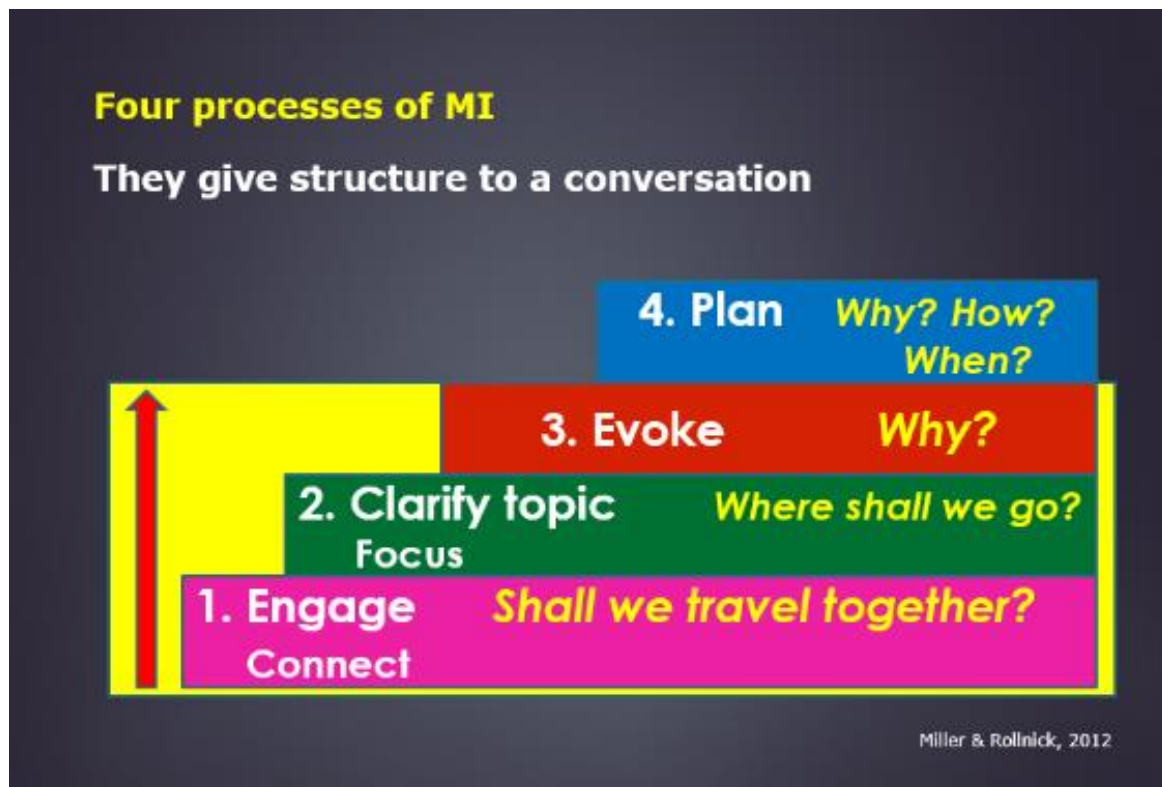 Four processes of MI
They give structure to a conversation
4. Plan Why? How?
When?
3. Evoke Why?
2. Clarify topic Where shall we go?
Focus
1. Engage Shall we travel together?
Connect
Miller & Rollnick, 2012